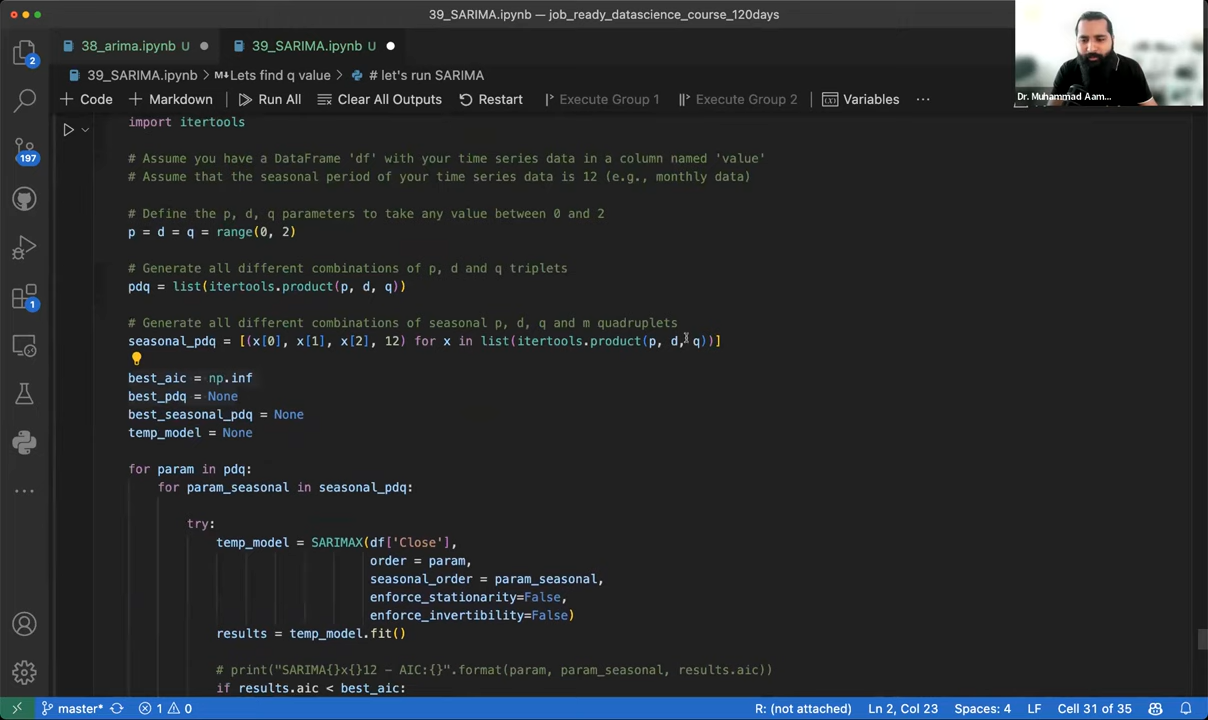 39_SARIMA.ipynb — job_ready_datascience_course_120days
38_arima.ipynb U
39_SARIMA.ipynb U
39_SARIMA.ipynb > M↓Lets find q value > # let's run SARIMA
+ Code + Markdown Run All Clear All Outputs Restart Execute Group 1 Execute Group 2 Variables ...
Dr. Muhammad Aam...
2
197
1
import itertools
# Assume you have a DataFrame 'df' with your time series data in a column named 'value'
# Assume that the seasonal period of your time series data is 12 (e.g., monthly data)
# Define the p, d, q parameters to take any value between 0 and 2
p = d = q = range(0, 2)
# Generate all different combinations of p, d and q triplets
pdq = list(itertools.product(p, d, q))
# Generate all different combinations of seasonal p, d, q and m quadruplets
seasonal_pdq = [(x[0], x[1], x[2], 12) for x in list(itertools.product(p, d, q))]
best_aic = np.inf
best_pdq = None
best_seasonal_pdq = None
temp_model = None
for param in pdq:
for param_seasonal in seasonal_pdq:
try:
temp_model = SARIMAX(df['Close'],
order = param,
seasonal_order = param_seasonal,
enforce_stationarity=False,
enforce_invertibility=False)
results = temp_model.fit()
# print("SARIMA{}x{}12 - AIC:{}".format(param, param_seasonal, results.aic))
if results.aic < best_aic:
master* 1 0 R: (not attached) Ln 2, Col 23 Spaces: 4 LF Cell 31 of 35